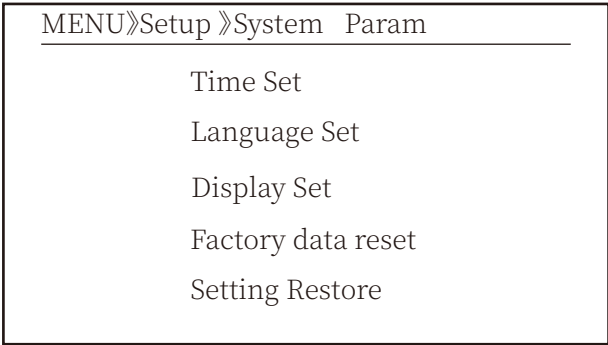 MENU》Setup 》System Param
Time Set
Language Set
Display Set
Factory data reset
Setting Restore